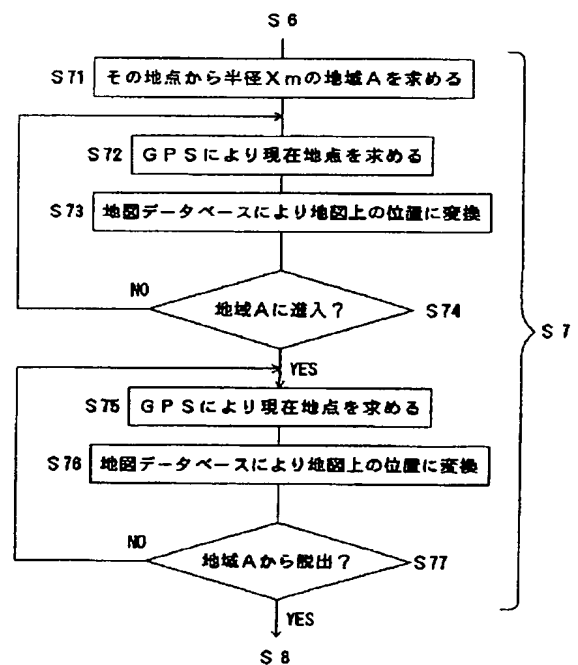 S6
S71 その地点から半径Xmの地域Aを求める
S72 GPSにより現在地点を求める
S73 地図データベースにより地図上の位置に変換
NO 地域Aに進入? S74
S7
YES
S75 GPSにより現在地点を求める
S76 地図データベースにより地図上の位置に変換
NO 地域Aから脱出? S77
YES
S8